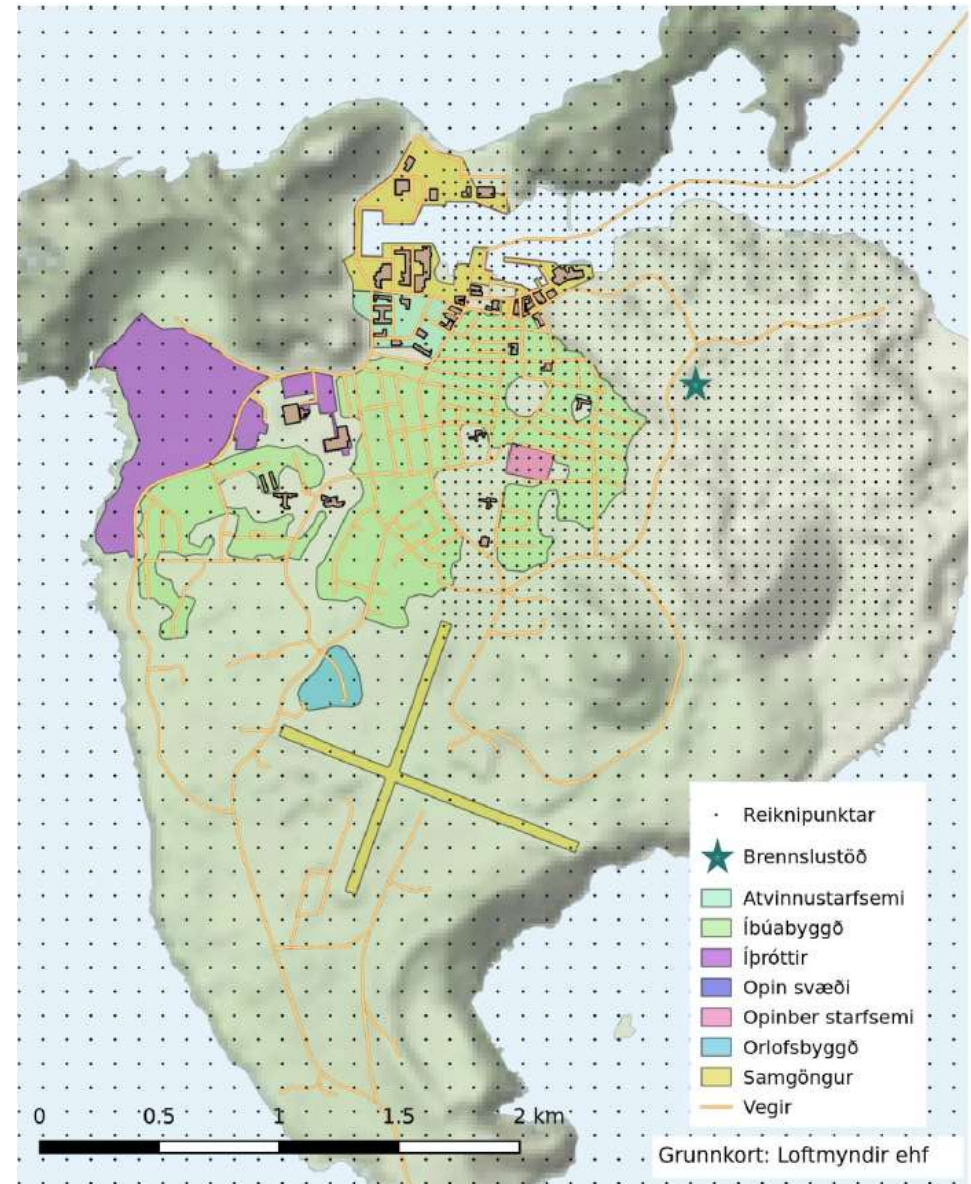 Reiknipunktar
Brennslustöð
Atvinnustarfsemi
Íbúabyggð
Íþróttir
Opin svæði
Opinber starfsemi
Orlofsbyggð
Samgöngur
Vegir
0 0.5 1 1.5 2 km
Grunnkort: Loftmyndir ehf